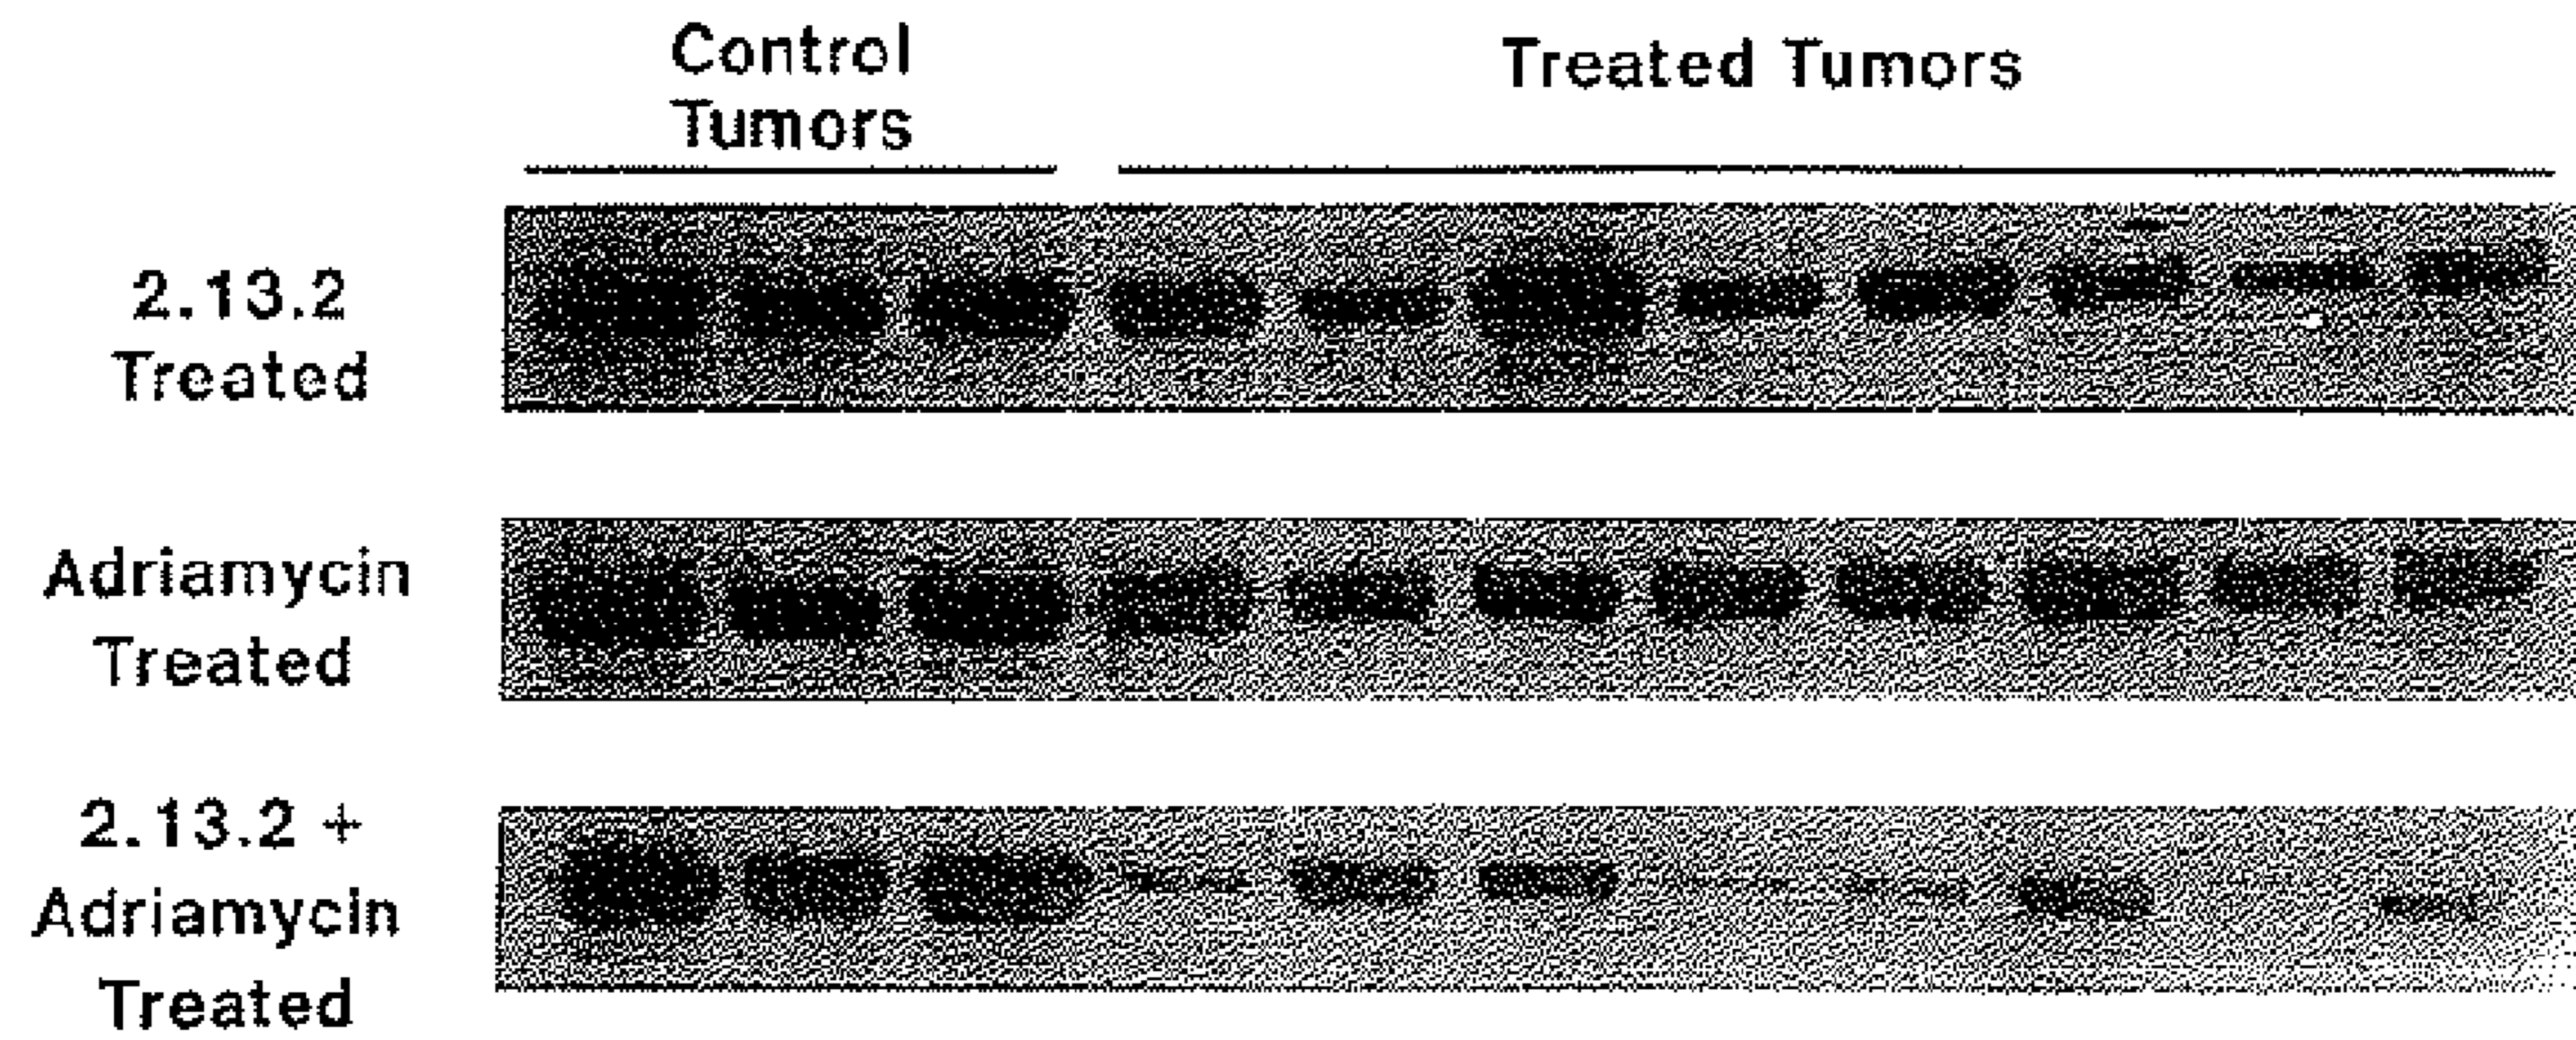 Control
Tumors
Treated Tumors
2.13.2
Treated
Adriamycin
Treated
2.13.2 +
Adriamycin
Treated